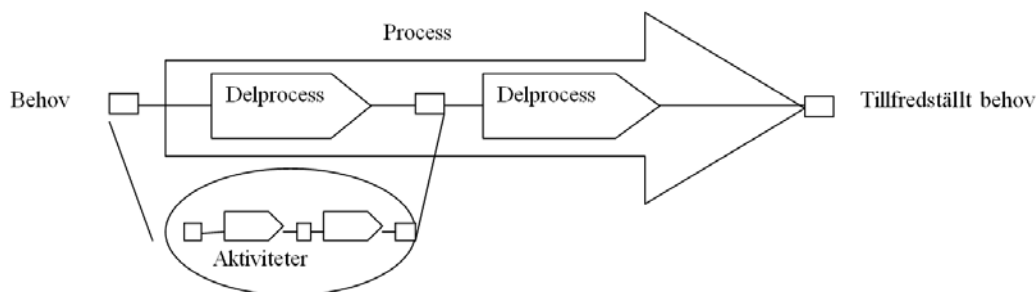 Process
Behov
Delprocess
Delprocess
Tillfredställt behov
Aktiviteter